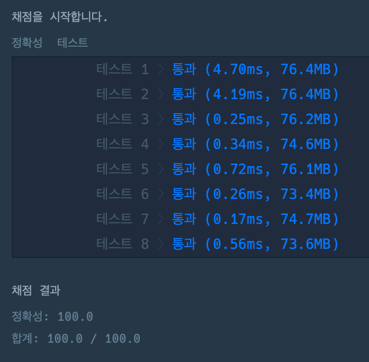 채점을 시작합니다.
정확성 테스트
테스트 1 > 통과 (4.70ms, 76.4MB)
테스트 2 > 통과 (4.19ms, 76.4MB)
테스트 3 > 통과 (0.25ms, 76.2MB)
테스트 4 > 통과 (0.34ms, 74.6MB)
테스트 5 > 통과 (0.72ms, 76.1MB)
테스트 6 > 통과 (0.26ms, 73.4MB)
테스트 7 > 통과 (0.17ms, 74.7MB)
테스트 8 > 통과 (0.56ms, 73.6MB)
채점 결과
정확성: 100.0
합계: 100.0 / 100.0